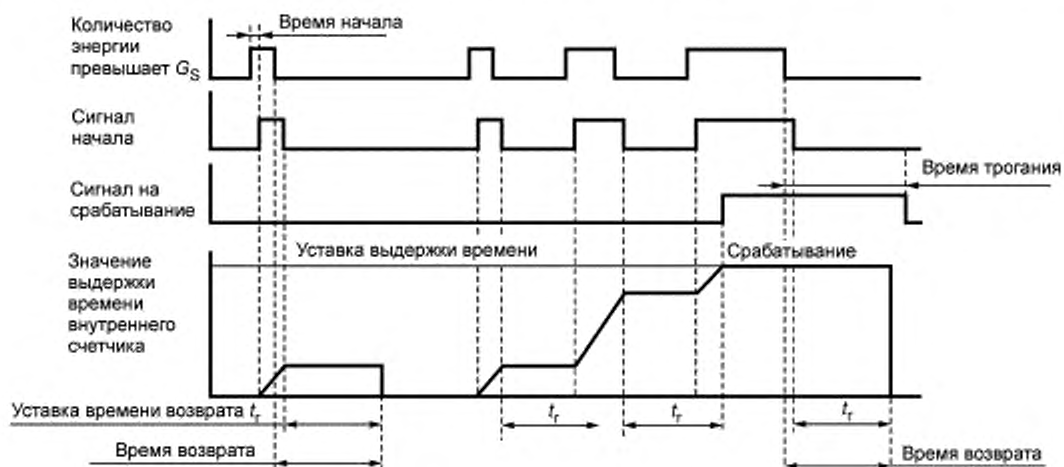 Количество
энергии
превышает GS
Время начала
Сигнал
начала
Сигнал на
срабатывание
Время трогания
Значение
выдержки
времени
внутреннего
счетчика
Уставка выдержки времени
Срабатывание
Уставка времени возврата tr
tr
tr
tr
Время возврата
Время возврата